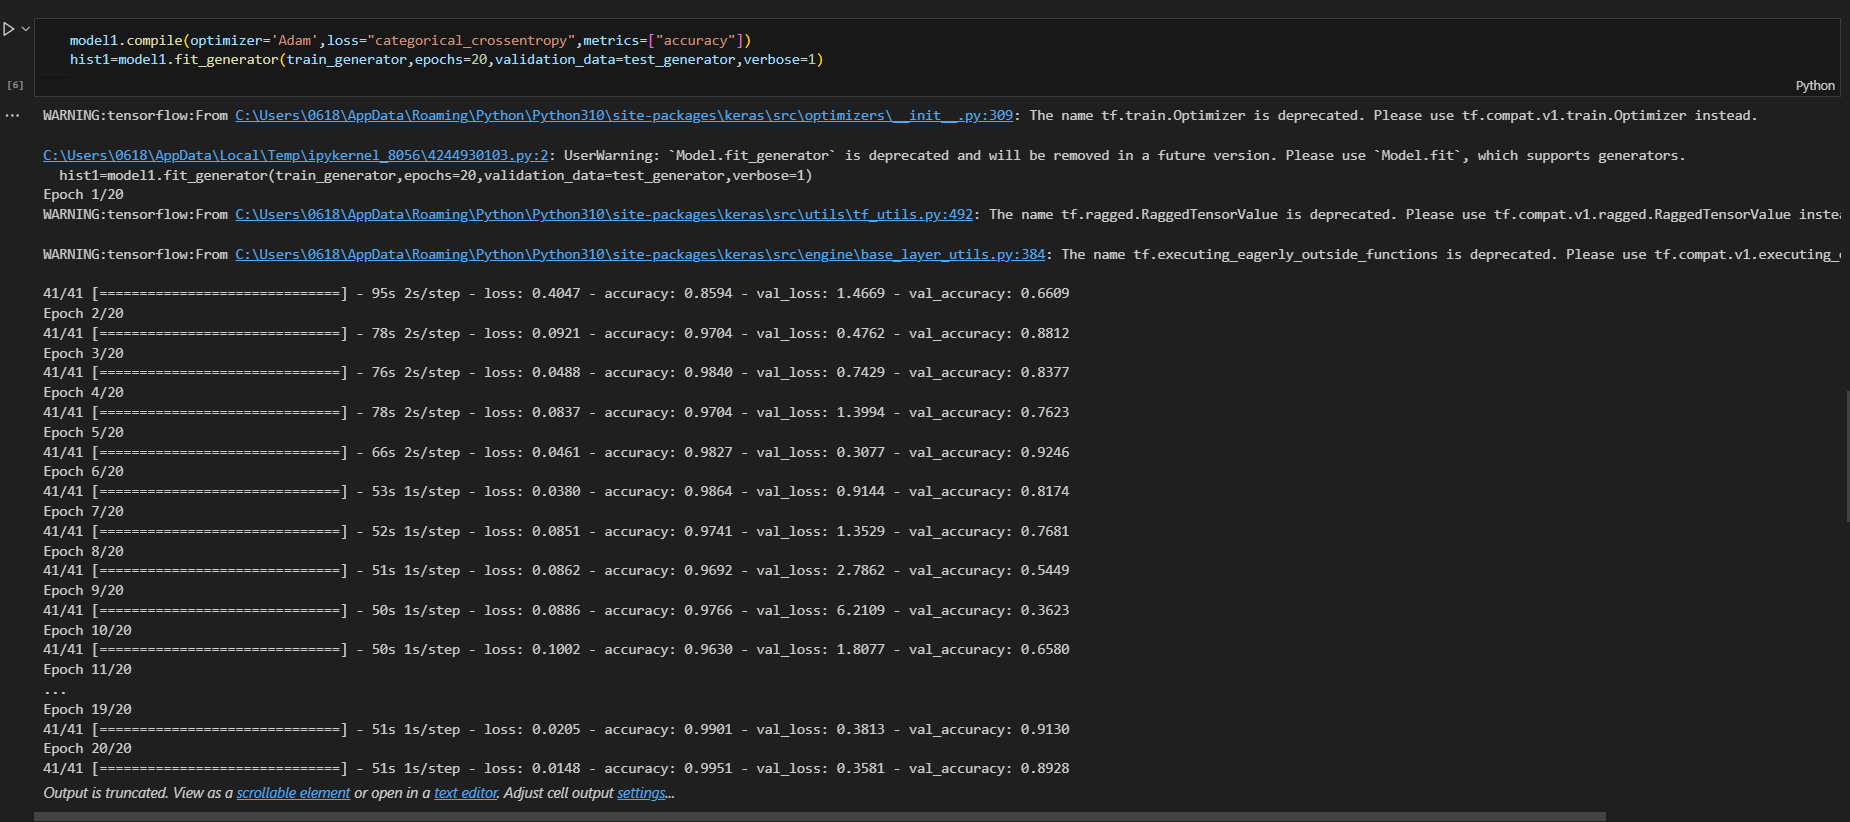 model1.compile(optimizer='Adam',loss="categorical_crossentropy",metrics=["accuracy"])
hist1=model1.fit_generator(train_generator,epochs=20,validation_data=test_generator,verbose=1)
[6]
Python
WARNING:tensorflow:From C:\Users\0618\AppData\Roaming\Python\Python310\site-packages\keras\src\optimizers\__init__.py:309: The name tf.train.Optimizer is deprecated. Please use tf.compat.v1.train.Optimizer instead.
C:\Users\0618\AppData\Local\Temp\ipykernel_8056\4244930103.py:2: UserWarning: `Model.fit_generator` is deprecated and will be removed in a future version. Please use `Model.fit`, which supports generators.
hist1=model1.fit_generator(train_generator,epochs=20,validation_data=test_generator,verbose=1)
Epoch 1/20
WARNING:tensorflow:From C:\Users\0618\AppData\Roaming\Python\Python310\site-packages\keras\src\utils\tf_utils.py:492: The name tf.ragged.RaggedTensorValue is deprecated. Please use tf.compat.v1.ragged.RaggedTensorValue inste
WARNING:tensorflow:From C:\Users\0618\AppData\Roaming\Python\Python310\site-packages\keras\src\engine\base_layer_utils.py:384: The name tf.executing_eagerly_outside_functions is deprecated. Please use tf.compat.v1.executing_
41/41 [==============================] - 95s 2s/step - loss: 0.4047 - accuracy: 0.8594 - val_loss: 1.4669 - val_accuracy: 0.6609
Epoch 2/20
41/41 [==============================] - 78s 2s/step - loss: 0.0921 - accuracy: 0.9704 - val_loss: 0.4762 - val_accuracy: 0.8812
Epoch 3/20
41/41 [==============================] - 76s 2s/step - loss: 0.0488 - accuracy: 0.9840 - val_loss: 0.7429 - val_accuracy: 0.8377
Epoch 4/20
41/41 [==============================] - 78s 2s/step - loss: 0.0837 - accuracy: 0.9704 - val_loss: 1.3994 - val_accuracy: 0.7623
Epoch 5/20
41/41 [==============================] - 66s 2s/step - loss: 0.0461 - accuracy: 0.9827 - val_loss: 0.3077 - val_accuracy: 0.9246
Epoch 6/20
41/41 [==============================] - 53s 1s/step - loss: 0.0380 - accuracy: 0.9864 - val_loss: 0.9144 - val_accuracy: 0.8174
Epoch 7/20
41/41 [==============================] - 52s 1s/step - loss: 0.0851 - accuracy: 0.9741 - val_loss: 1.3529 - val_accuracy: 0.7681
Epoch 8/20
41/41 [==============================] - 51s 1s/step - loss: 0.0862 - accuracy: 0.9692 - val_loss: 2.7862 - val_accuracy: 0.5449
Epoch 9/20
41/41 [==============================] - 50s 1s/step - loss: 0.0886 - accuracy: 0.9766 - val_loss: 6.2109 - val_accuracy: 0.3623
Epoch 10/20
41/41 [==============================] - 50s 1s/step - loss: 0.1002 - accuracy: 0.9630 - val_loss: 1.8077 - val_accuracy: 0.6580
Epoch 11/20
...
Epoch 19/20
41/41 [==============================] - 51s 1s/step - loss: 0.0205 - accuracy: 0.9901 - val_loss: 0.3813 - val_accuracy: 0.9130
Epoch 20/20
41/41 [==============================] - 51s 1s/step - loss: 0.0148 - accuracy: 0.9951 - val_loss: 0.3581 - val_accuracy: 0.8928
Output is truncated. View as a scrollable element or open in a text editor. Adjust cell output settings...